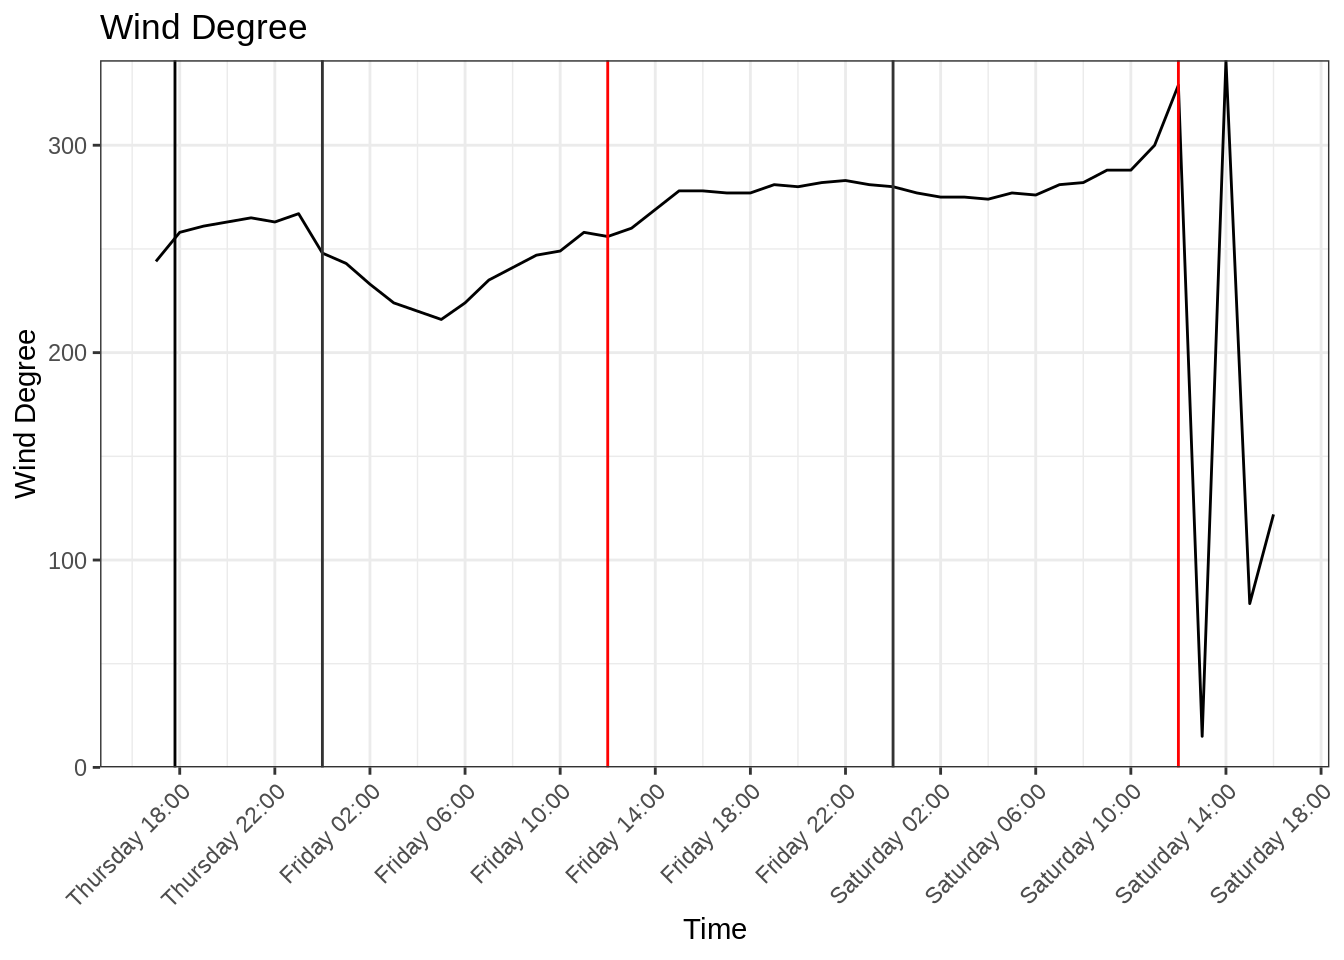 Wind Degree
Wind Degree
300
200
100
0
Thursday 18:00
Thursday 22:00
Friday 02:00
Friday 06:00
Friday 10:00
Friday 14:00
Friday 18:00
Friday 22:00
Saturday 02:00
Saturday 06:00
Saturday 10:00
Saturday 14:00
Saturday 18:00
Time